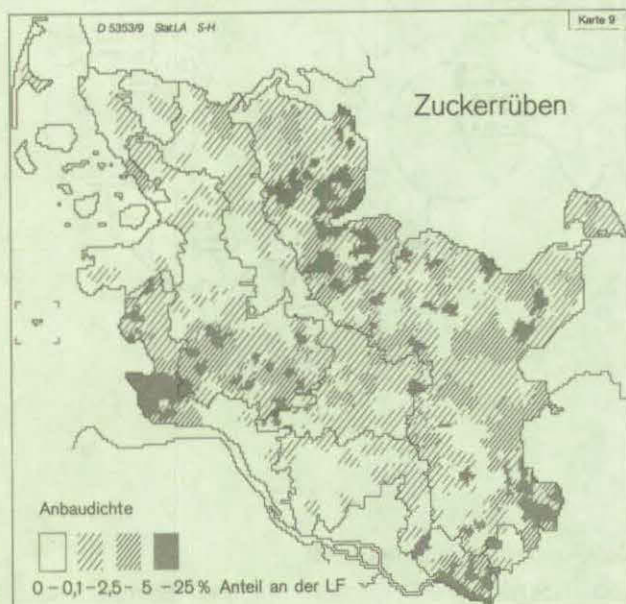 D 5353/9 Stat.LA S-H
Karte 9
Zuckerrüben
Anbaudichte
0 – 0,1 – 2,5 – 5 – 25 % Anteil an der LF